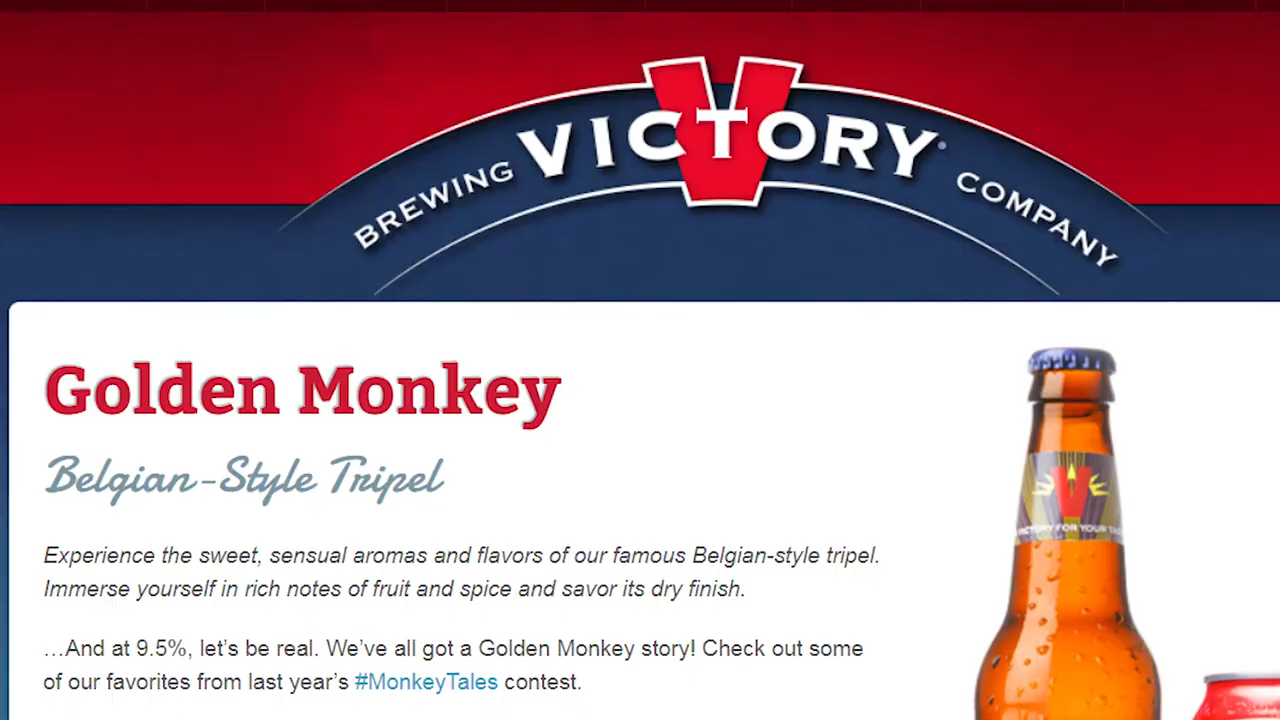 BREWING VICTORY® COMPANY
Golden Monkey
Belgian-Style Tripel
Experience the sweet, sensual aromas and flavors of our famous Belgian-style tripel.
Immerse yourself in rich notes of fruit and spice and savor its dry finish.
…And at 9.5%, let’s be real. We’ve all got a Golden Monkey story! Check out some
of our favorites from last year’s #MonkeyTales contest.
V
VICTORY FOR YOUR